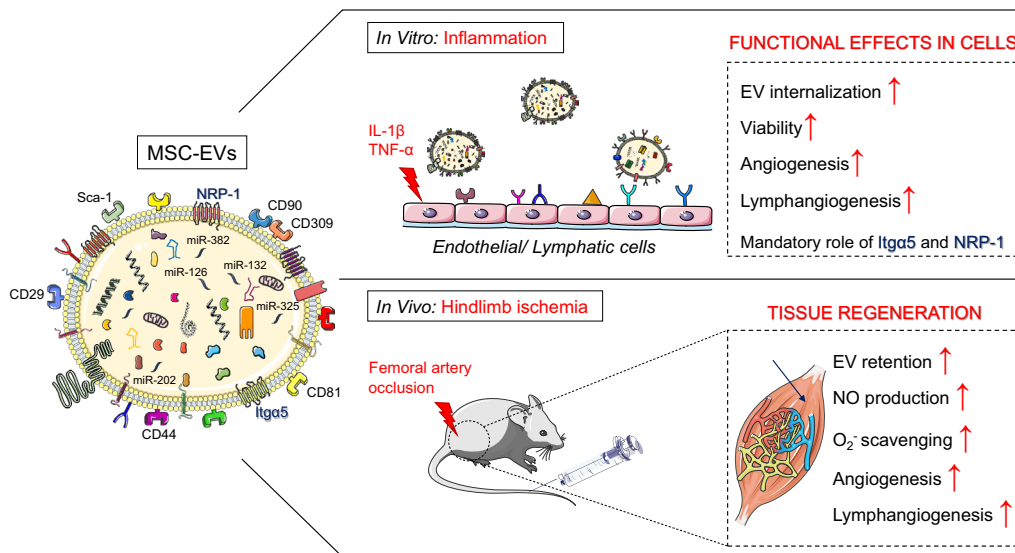 MSC-EVs
Sca-1
NRP-1
CD90
CD309
miR-382
miR-126
miR-132
CD29
miR-325
miR-202
CD81
Itgα5
CD44
In Vitro: Inflammation
IL-1β
TNF-α
Endothelial/ Lymphatic cells
FUNCTIONAL EFFECTS IN CELLS
EV internalization ↑
Viability ↑
Angiogenesis ↑
Lymphangiogenesis ↑
Mandatory role of Itgα5 and NRP-1
In Vivo: Hindlimb ischemia
Femoral artery
occlusion
TISSUE REGENERATION
EV retention ↑
NO production ↑
O₂⁻ scavenging ↑
Angiogenesis ↑
Lymphangiogenesis ↑